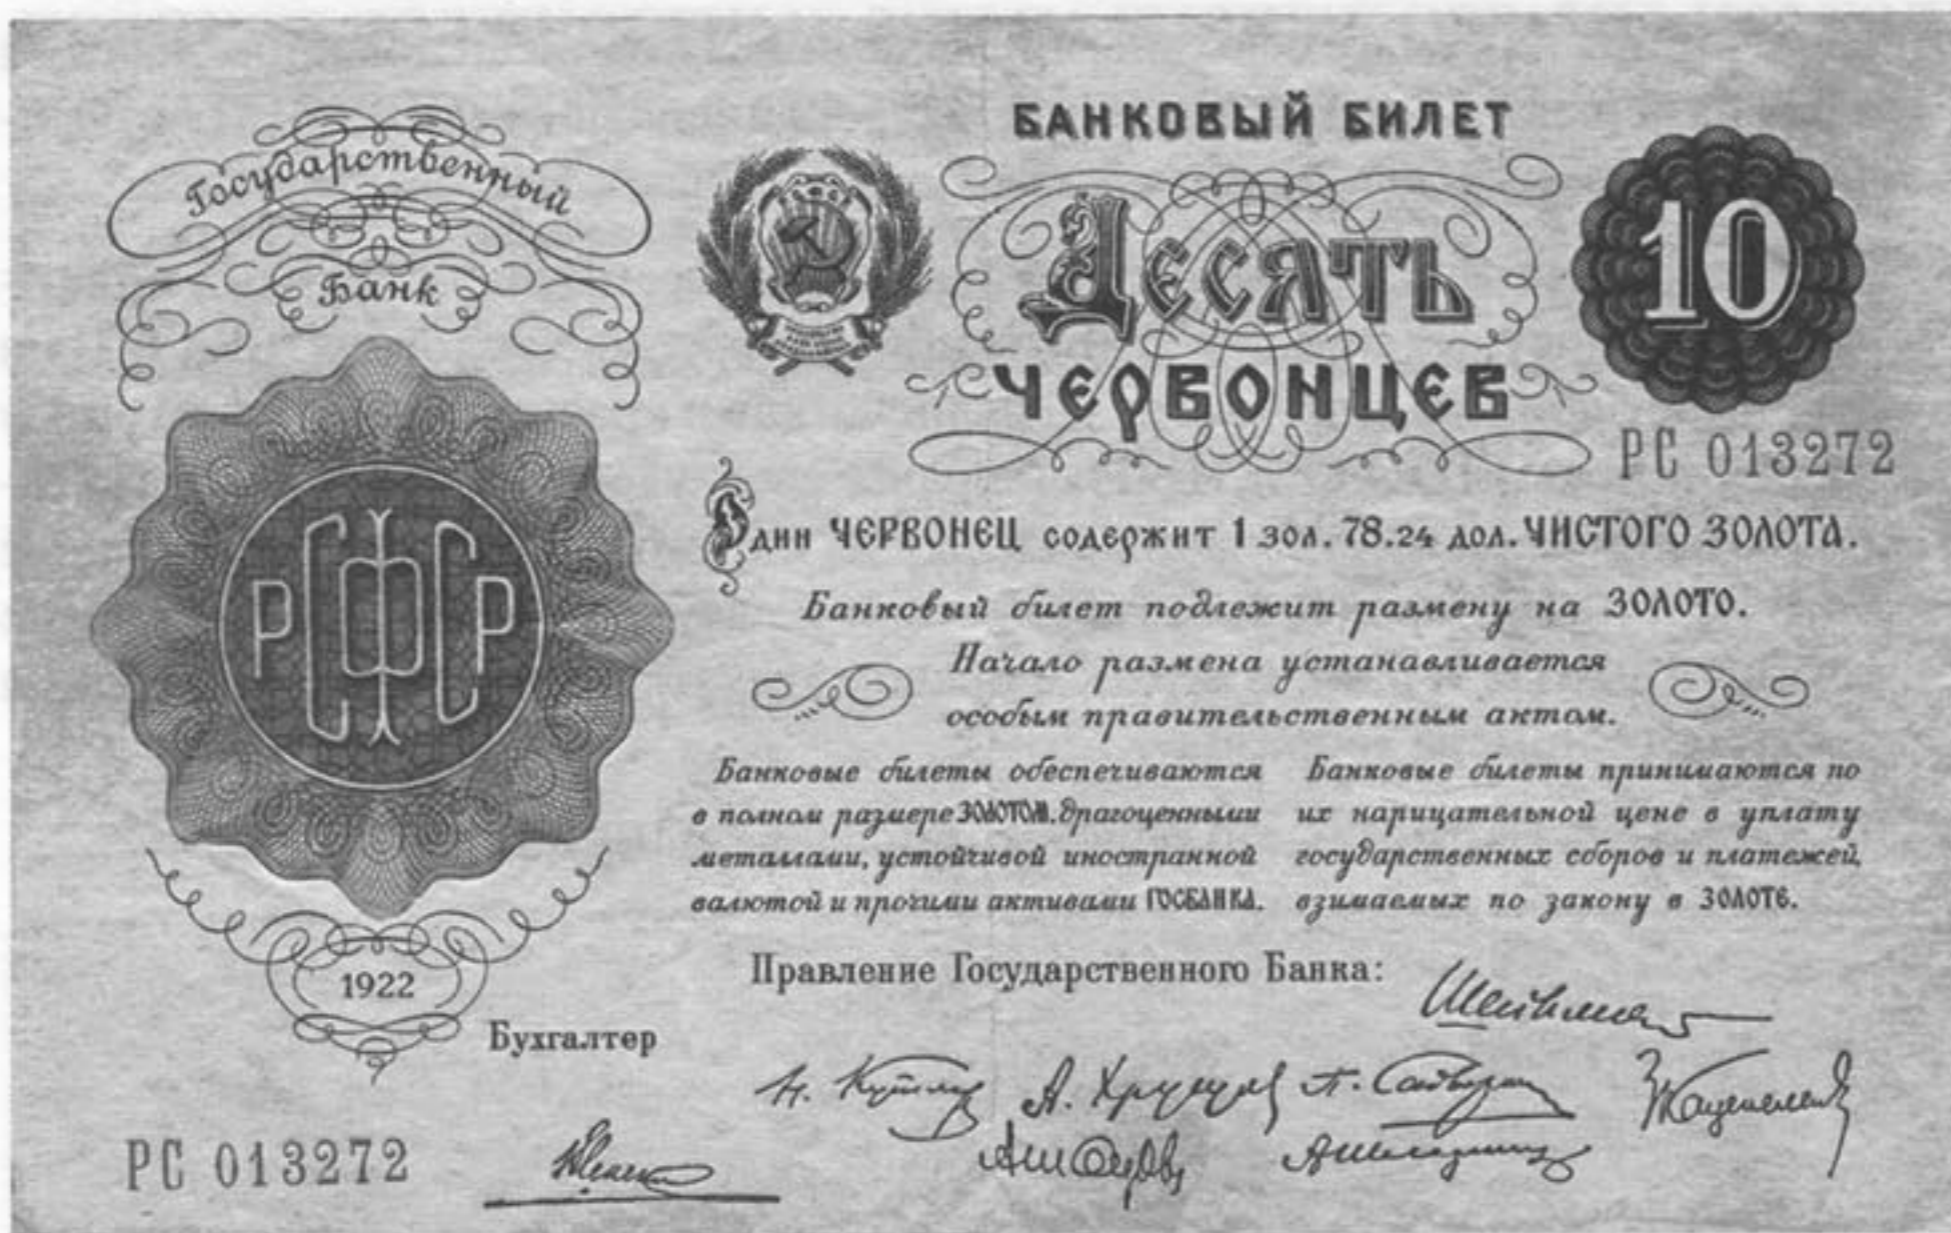 Государственный
Банк
РСФСР
1922
БАНКОВЫЙ БИЛЕТ
Десять
ЧЕРВОНЦЕВ
10
РС 013272
Один ЧЕРВОНЕЦ содержит 1 зол. 78.24 дол. ЧИСТОГО ЗОЛОТА.
Банковый билет подлежит размену на ЗОЛОТО.
Начало размена устанавливается
особым правительственным актом.
Банковые билеты обеспечиваются
в полном размере ЗОЛОТОМ, драгоценными
металлами, устойчивой иностранной
валютой и прочими активами ГОСБАНКА.
Банковые билеты принимаются по
их нарицательной цене в уплату
государственных сборов и платежей,
взимаемых по закону в ЗОЛОТЕ.
Правление Государственного Банка:
Бухгалтер
РС 013272